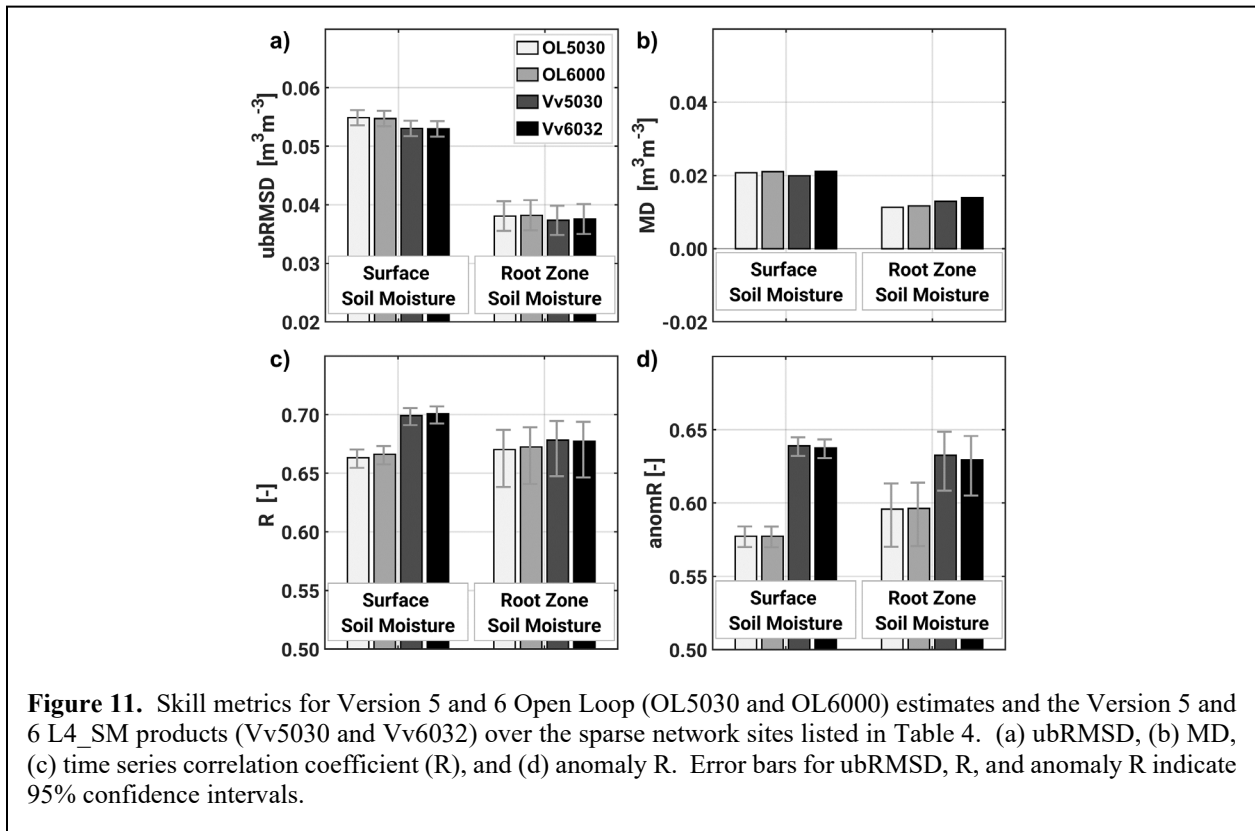 a)
OL5030
OL6000
Vv5030
Vv6032
0.06
0.05
0.04
0.03
0.02
ubRMSD [m³m⁻³]
Surface
Soil Moisture
Root Zone
Soil Moisture
b)
0.04
0.02
0.00
-0.02
MD [m³m⁻³]
Surface
Soil Moisture
Root Zone
Soil Moisture
c)
0.70
0.65
0.60
0.55
0.50
R [-]
Surface
Soil Moisture
Root Zone
Soil Moisture
d)
0.65
0.60
0.55
0.50
anomR [-]
Surface
Soil Moisture
Root Zone
Soil Moisture
Figure 11. Skill metrics for Version 5 and 6 Open Loop (OL5030 and OL6000) estimates and the Version 5 and
6 L4_SM products (Vv5030 and Vv6032) over the sparse network sites listed in Table 4. (a) ubRMSD, (b) MD,
(c) time series correlation coefficient (R), and (d) anomaly R. Error bars for ubRMSD, R, and anomaly R indicate
95% confidence intervals.